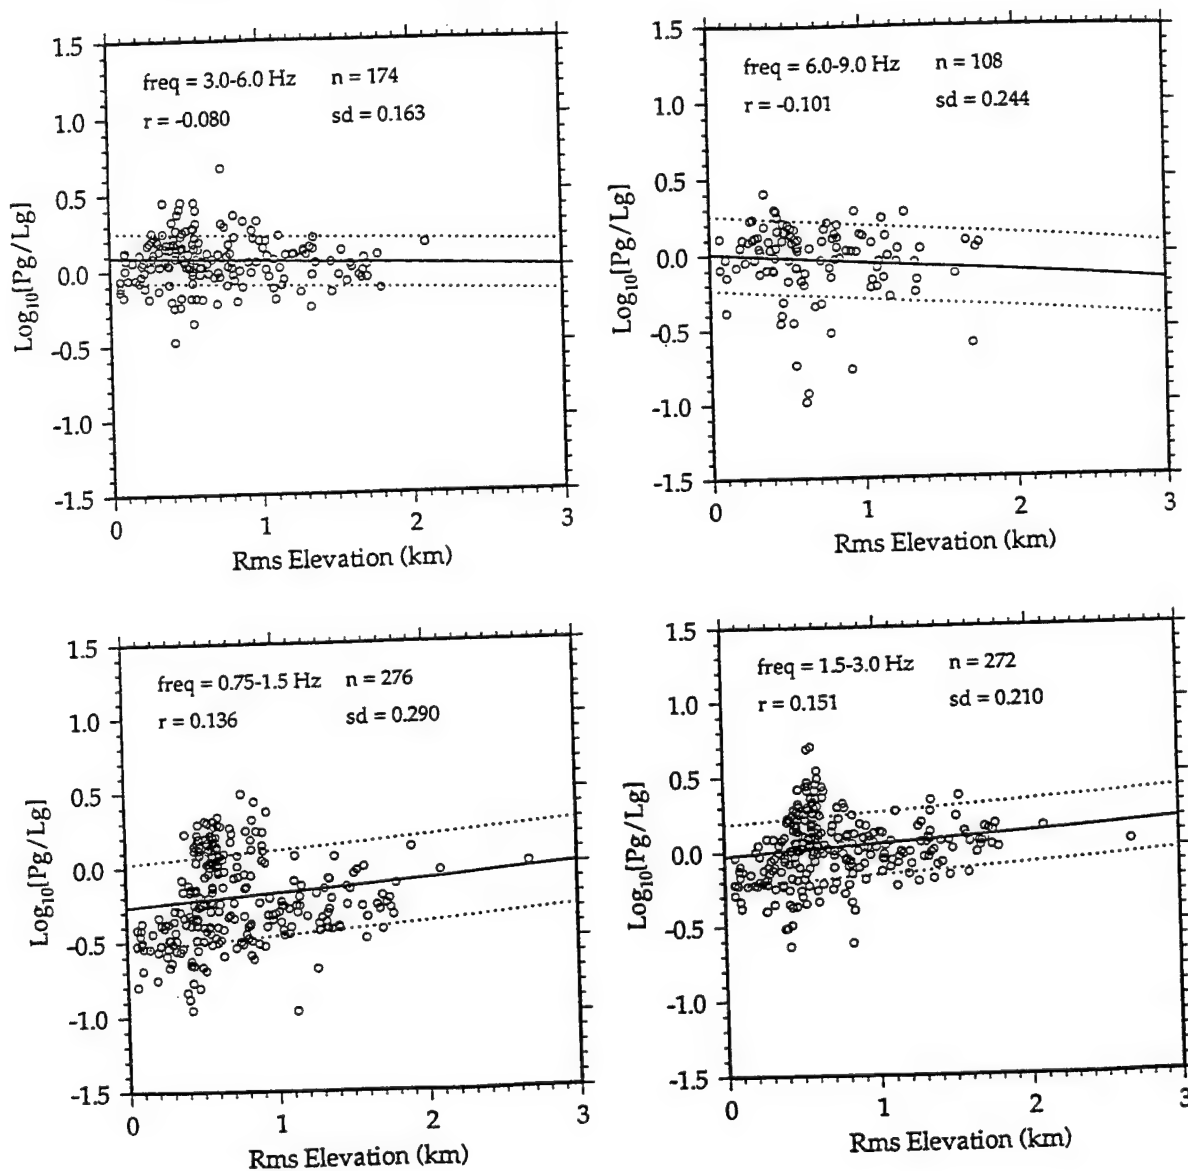 freq = 3.0-6.0 Hz n = 174
r = -0.080 sd = 0.163
Log10[Pg/Lg]
1.5
1.0
0.5
0.0
-0.5
-1.0
-1.5
0 1 2 3
Rms Elevation (km)
freq = 6.0-9.0 Hz n = 108
r = -0.101 sd = 0.244
Log10[Pg/Lg]
1.5
1.0
0.5
0.0
-0.5
-1.0
-1.5
0 1 2 3
Rms Elevation (km)
freq = 0.75-1.5 Hz n = 276
r = 0.136 sd = 0.290
Log10[Pg/Lg]
1.5
1.0
0.5
0.0
-0.5
-1.0
-1.5
0 1 2 3
Rms Elevation (km)
freq = 1.5-3.0 Hz n = 272
r = 0.151 sd = 0.210
Log10[Pg/Lg]
1.5
1.0
0.5
0.0
-0.5
-1.0
-1.5
0 1 2 3
Rms Elevation (km)